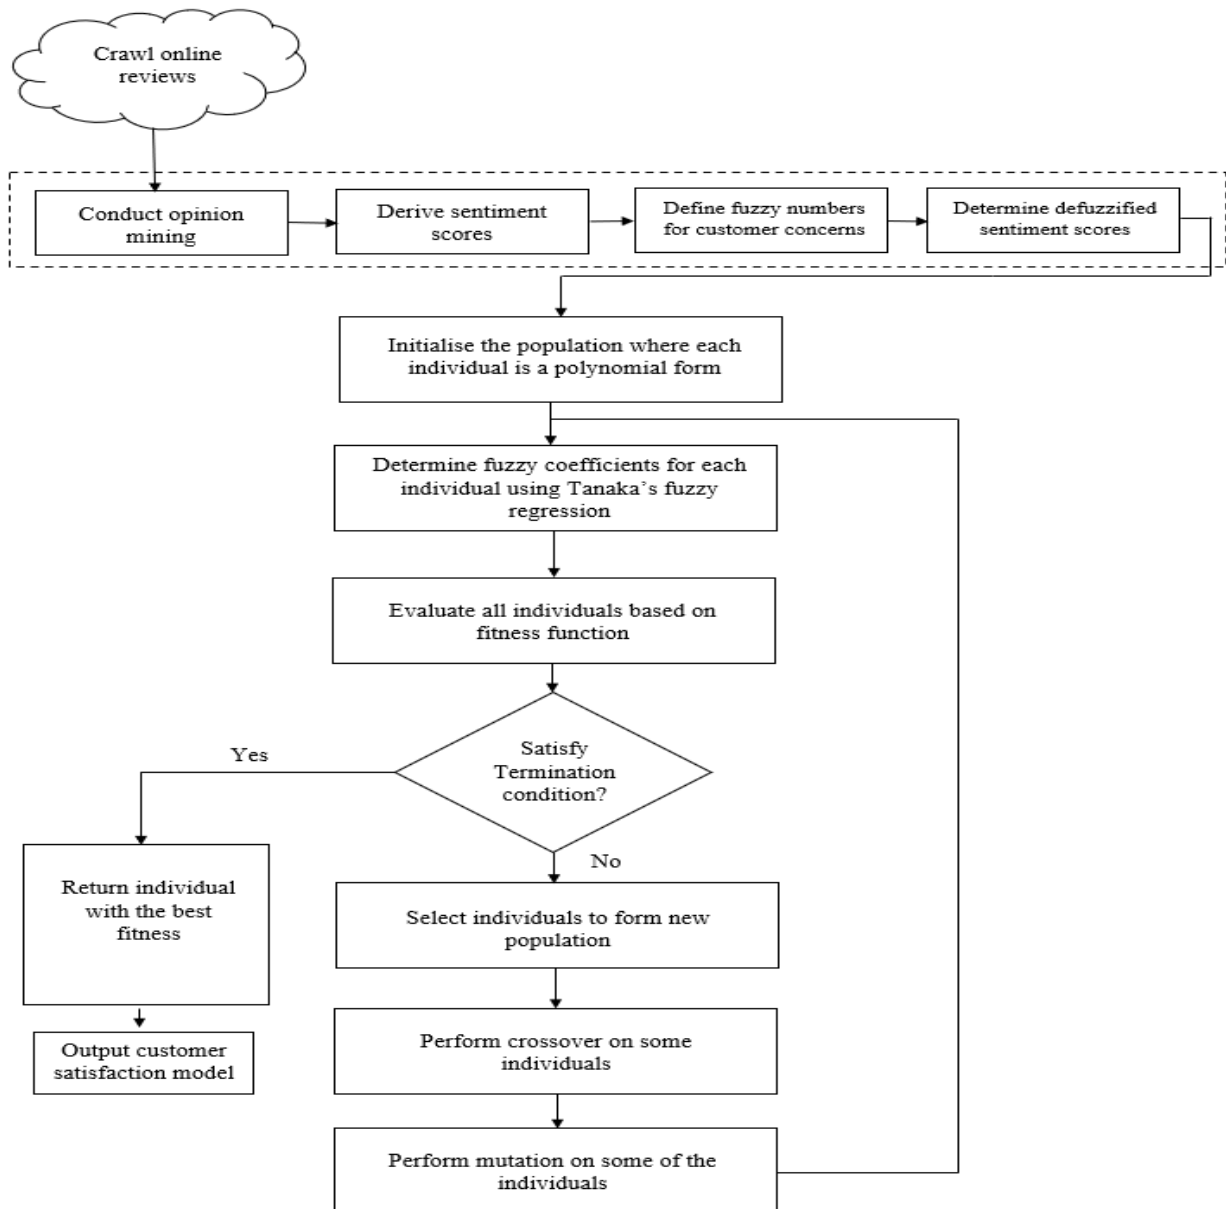 Crawl online
reviews
Conduct opinion
mining
Derive sentiment
scores
Define fuzzy numbers
for customer concerns
Determine defuzzified
sentiment scores
Initialise the population where each
individual is a polynomial form
Determine fuzzy coefficients for each
individual using Tanaka's fuzzy
regression
Evaluate all individuals based on
fitness function
Satisfy
Termination
condition?
Yes
No
Return individual
with the best
fitness
Output customer
satisfaction model
Select individuals to form new
population
Perform crossover on some
individuals
Perform mutation on some of the
individuals